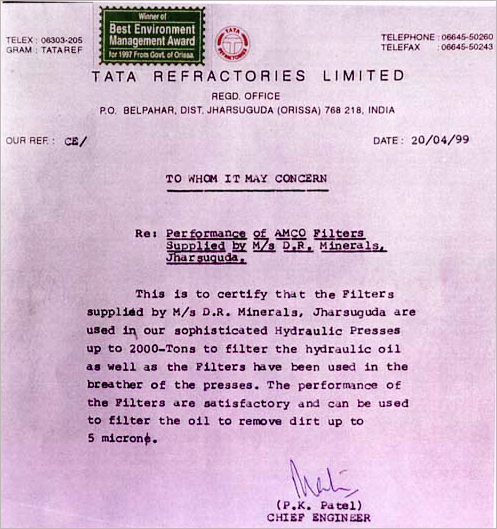 Winner of
Best Environment
Management Award
for 1997 From Govt. of Orissa.
TATA
REFRACTORIES
TELEX : 06303-205
GRAM : TATAREF
TELEPHONE : 06645-50260
TELEFAX : 06645-50243
TATA REFRACTORIES LIMITED
REGD. OFFICE
P.O. BELPAHAR, DIST. JHARSUGUDA (ORISSA) 768 218, INDIA
OUR REF. : CE/
DATE : 20/04/99
TO WHOM IT MAY CONCERN
Re: Performance of AMCO Filters
Supplied by M/s D.R. Minerals,
Jharsuguda.
This is to certify that the Filters
supplied by M/s D.R. Minerals, Jharsuguda are
used in our sophisticated Hydraulic Presses
up to 2000-Tons to filter the hydraulic oil
as well as the Filters have been used in the
breather of the presses. The performance of
the Filters are satisfactory and can be used
to filter the oil to remove dirt up to
5 micron.
(P.K. Patel)
CHIEF ENGINEER